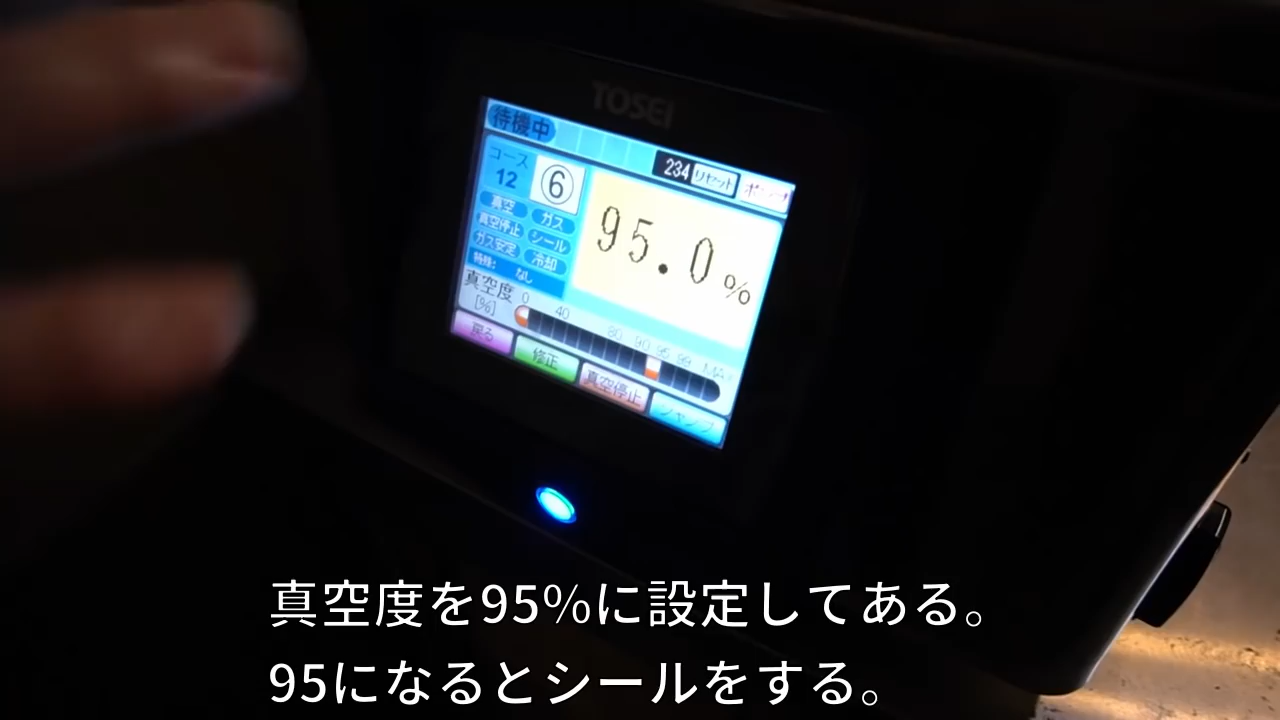 TOSEI
待機中
234 リセット ポンプ
コース
12 ⑥
真空 ガス
真空停止 シール
ガス安定 冷却
特殊: なし
95.0%
真空度
[%]
0 40 80 90 95 99 MAX
戻る 修正 真空停止 ジャンプ
真空度を95%に設定してある。
95になるとシールをする。